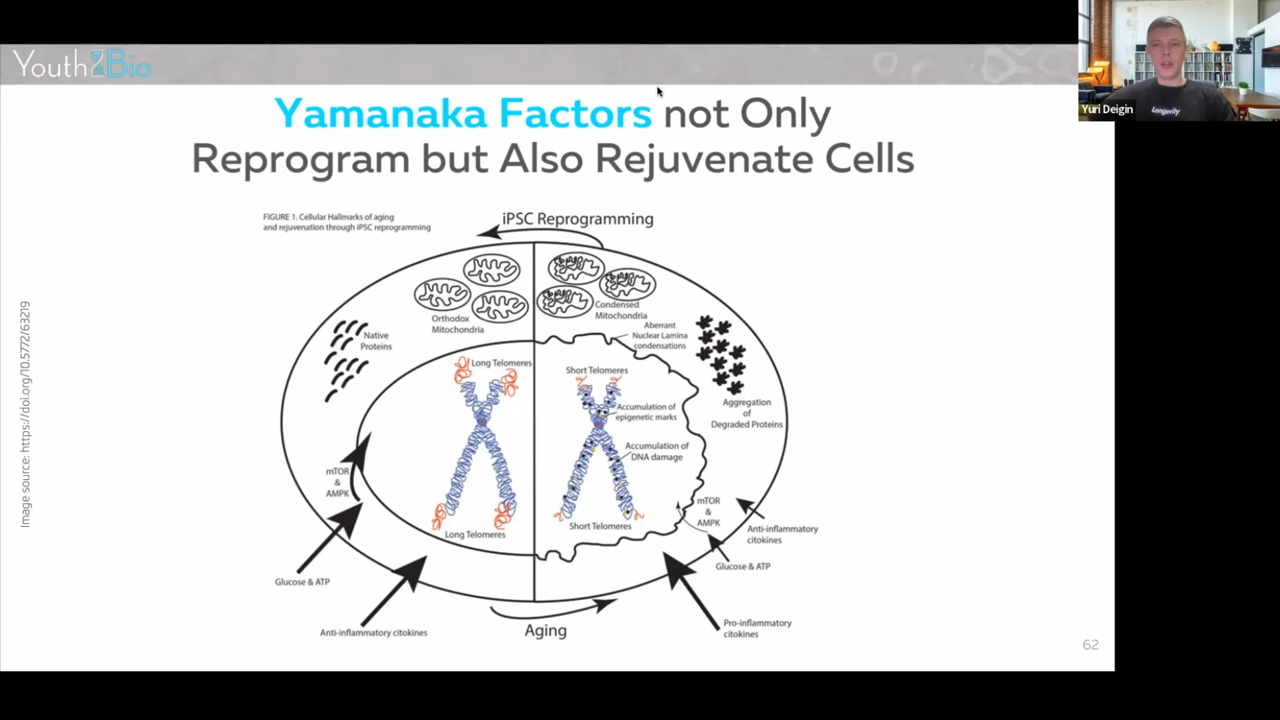 YouthBio
Yuri Deigin
Longevity
Yamanaka Factors not Only
Reprogram but Also Rejuvenate Cells
FIGURE 1. Cellular Hallmarks of aging
and rejuvenation through iPSC reprogramming
iPSC Reprogramming
Orthodox
Mitochondria
Condensed
Mitochondria
Native
Proteins
Aberrant
Nuclear Lamina
condensations
Long Telomeres
Short Telomeres
Accumulation of
epigenetic marks
Aggregation
of
Degraded Proteins
Accumulation of
DNA damage
mTOR
&
AMPK
mTOR
&
AMPK
Long Telomeres
Short Telomeres
Anti-inflammatory
citokines
Glucose & ATP
Glucose & ATP
Anti-inflammatory citokines
Pro-inflammatory
citokines
Aging
62
Image source: https://doi.org/10.5772/63219